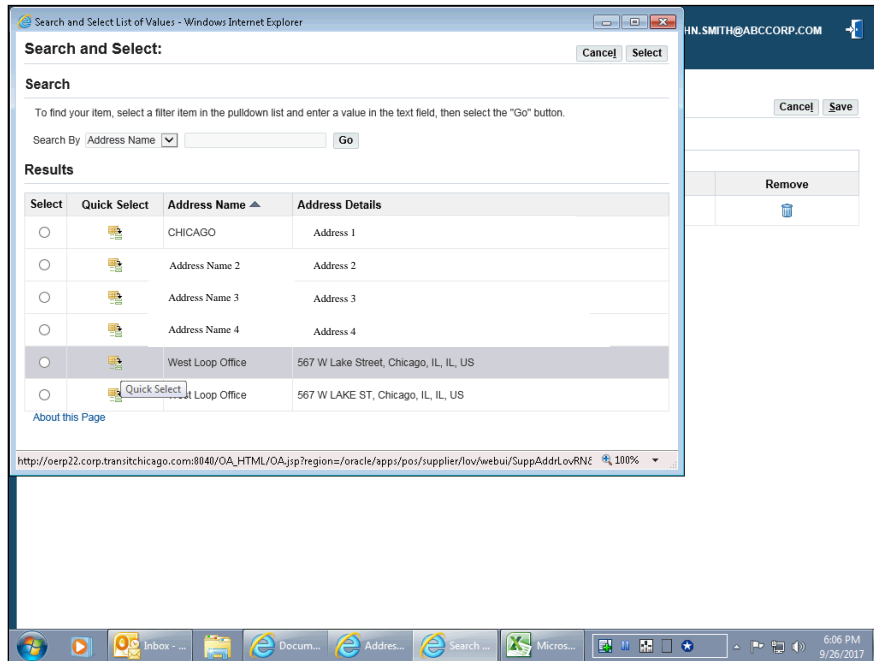 Search and Select List of Values - Windows Internet Explorer
HN.SMITH@ABCCORP.COM
Search and Select:
Cancel Select
Search
Cancel Save
To find your item, select a filter item in the pulldown list and enter a value in the text field, then select the "Go" button.
Search By Address Name Go
Results
Remove
Select Quick Select Address Name Address Details
CHICAGO Address 1
Address Name 2 Address 2
Address Name 3 Address 3
Address Name 4 Address 4
West Loop Office 567 W Lake Street, Chicago, IL, IL, US
Quick Select
Loop Office 567 W LAKE ST, Chicago, IL, IL, US
About this Page
http://oerp22.corp.transitchicago.com:8040/OA_HTML/OA.jsp?region=/oracle/apps/pos/supplier/lov/webui/SuppAddrLovRN& 100%
Inbox - ... Docum... Addres... Search ... Micros... 6:06 PM
9/26/2017